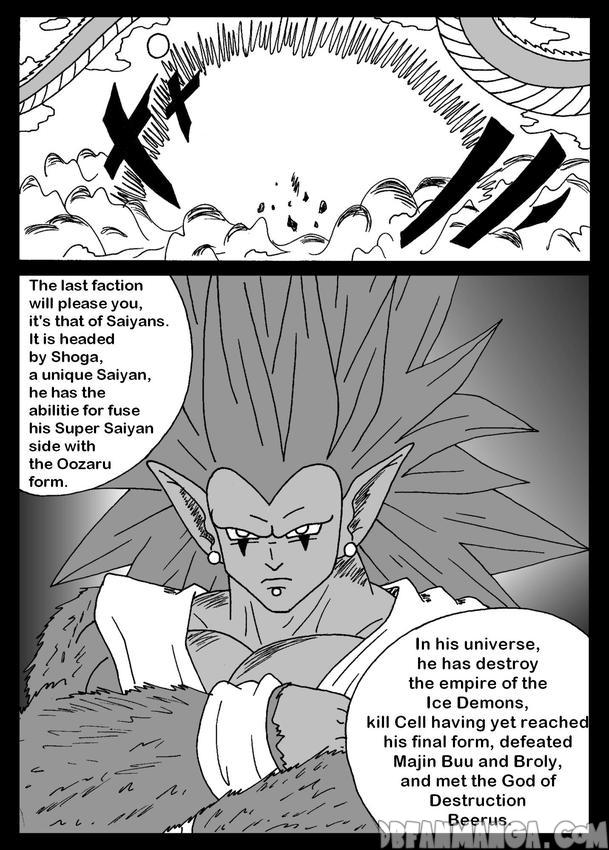 The last faction
will please you,
it's that of Saiyans.
It is headed
by Shoga,
a unique Saiyan,
he has the
abilitie for fuse
his Super Saiyan
side with
the Oozaru
form.
In his universe,
he has destroy
the empire of the
Ice Demons,
kill Cell having yet reached
his final form, defeated
Majin Buu and Broly,
and met the God of
Destruction
Beerus.
DBFANMANGA.COM